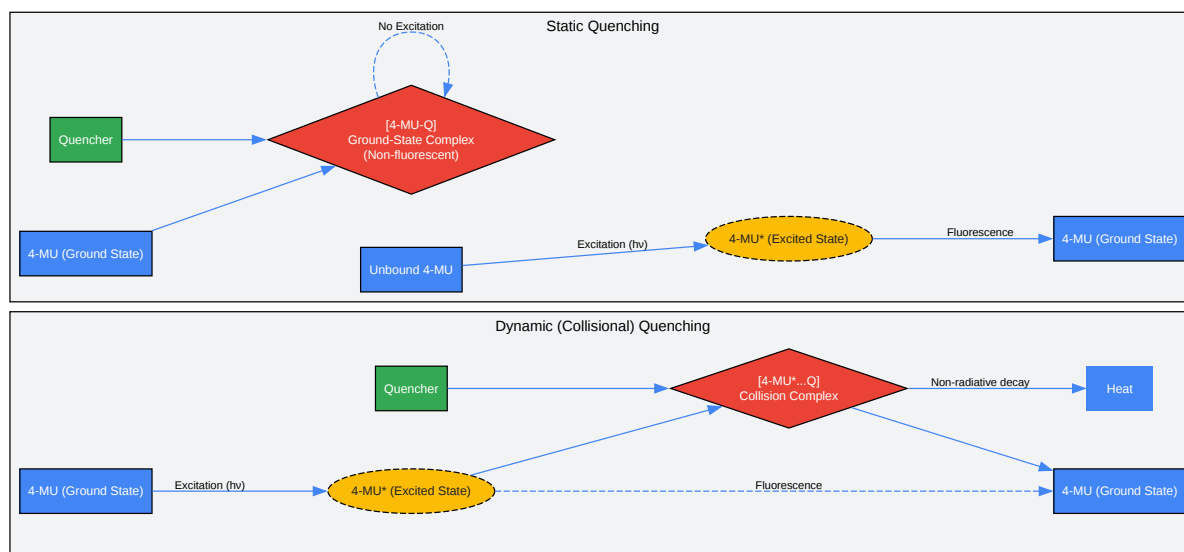 Static Quenching
No Excitation
Quencher
[4-MU-Q]
Ground-State Complex
(Non-fluorescent)
4-MU (Ground State)
Unbound 4-MU
Excitation (hν)
4-MU* (Excited State)
Fluorescence
4-MU (Ground State)
Dynamic (Collisional) Quenching
Quencher
[4-MU*...Q]
Collision Complex
Non-radiative decay
Heat
4-MU (Ground State)
Excitation (hν)
4-MU* (Excited State)
Fluorescence
4-MU (Ground State)